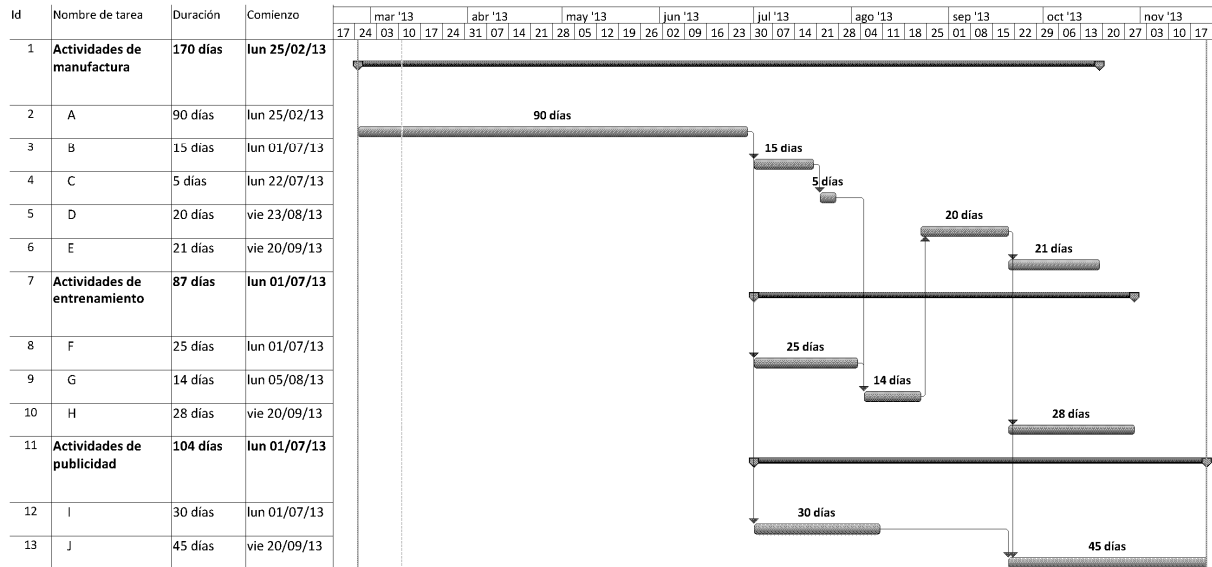 Id Nombre de tarea Duración Comienzo mar '13 abr '13 may '13 jun '13 jul '13 ago '13 sep '13 oct '13 nov '13
17 24 03 10 17 24 31 07 14 21 28 05 12 19 26 02 09 16 23 30 07 14 21 28 04 11 18 25 01 08 15 22 29 06 13 20 27 03 10 17
1 Actividades de 170 días lun 25/02/13
manufactura
2 A 90 días lun 25/02/13 90 días
3 B 15 días lun 01/07/13 15 días
4 C 5 días lun 22/07/13 5 días
5 D 20 días vie 23/08/13 20 días
6 E 21 días vie 20/09/13 21 días
7 Actividades de 87 días lun 01/07/13
entrenamiento
8 F 25 días lun 01/07/13 25 días
9 G 14 días lun 05/08/13 14 días
10 H 28 días vie 20/09/13 28 días
11 Actividades de 104 días lun 01/07/13
publicidad
12 I 30 días lun 01/07/13 30 días
13 J 45 días vie 20/09/13 45 días